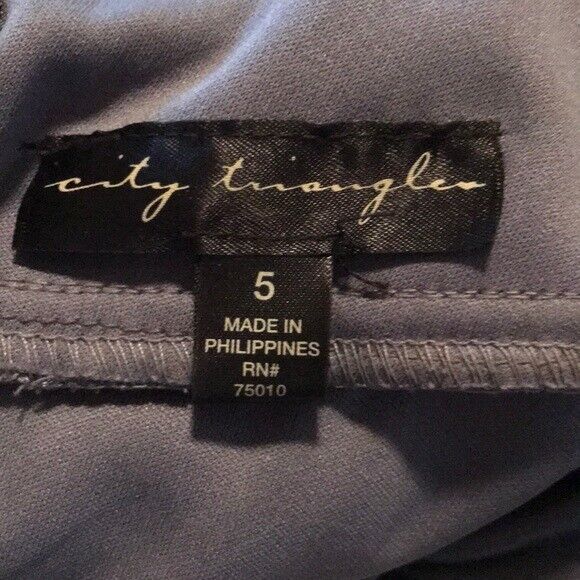 city triangles
5
MADE IN
PHILIPPINES
RN#
75010